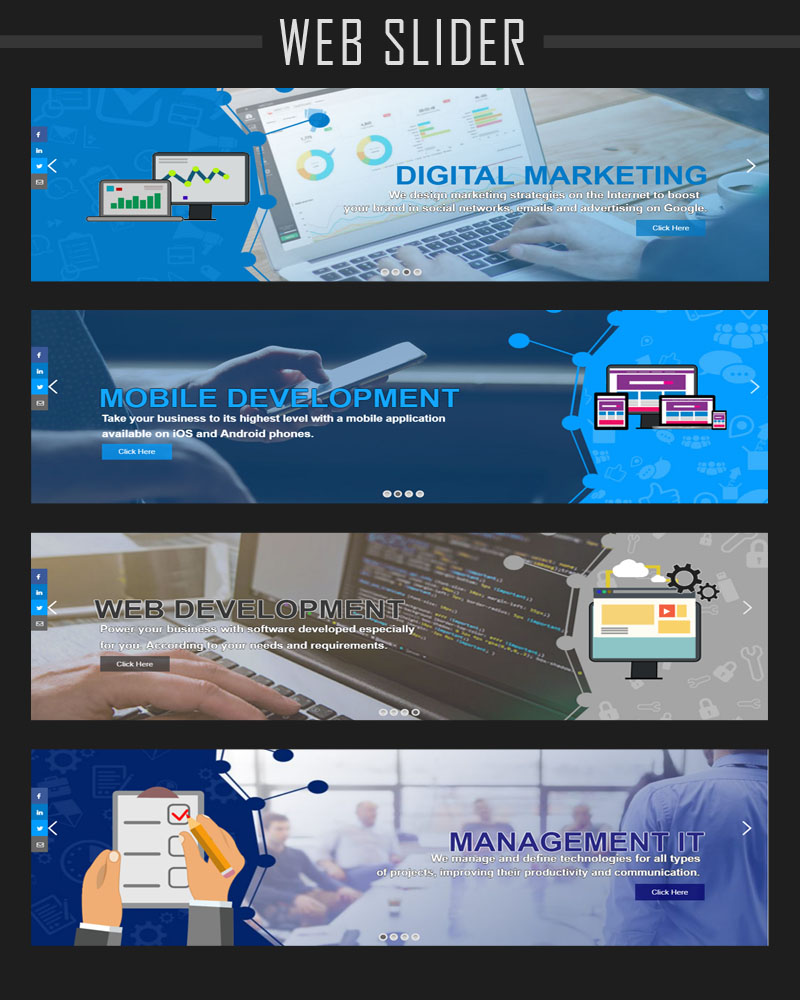 WEB SLIDER
DIGITAL MARKETING
We design marketing strategies on the Internet to boost
your brand in social networks, emails and advertising on Google
Click Here
MOBILE DEVELOPMENT
Take your business to its highest level with a mobile application
available on iOS and Android phones.
Click Here
WEB DEVELOPMENT
Power your business with software developed especially
for you. According to your needs and requirements.
Click Here
MANAGEMENT IT
We manage and define technologies for all types
of projects, improving their productivity and communication.
Click Here